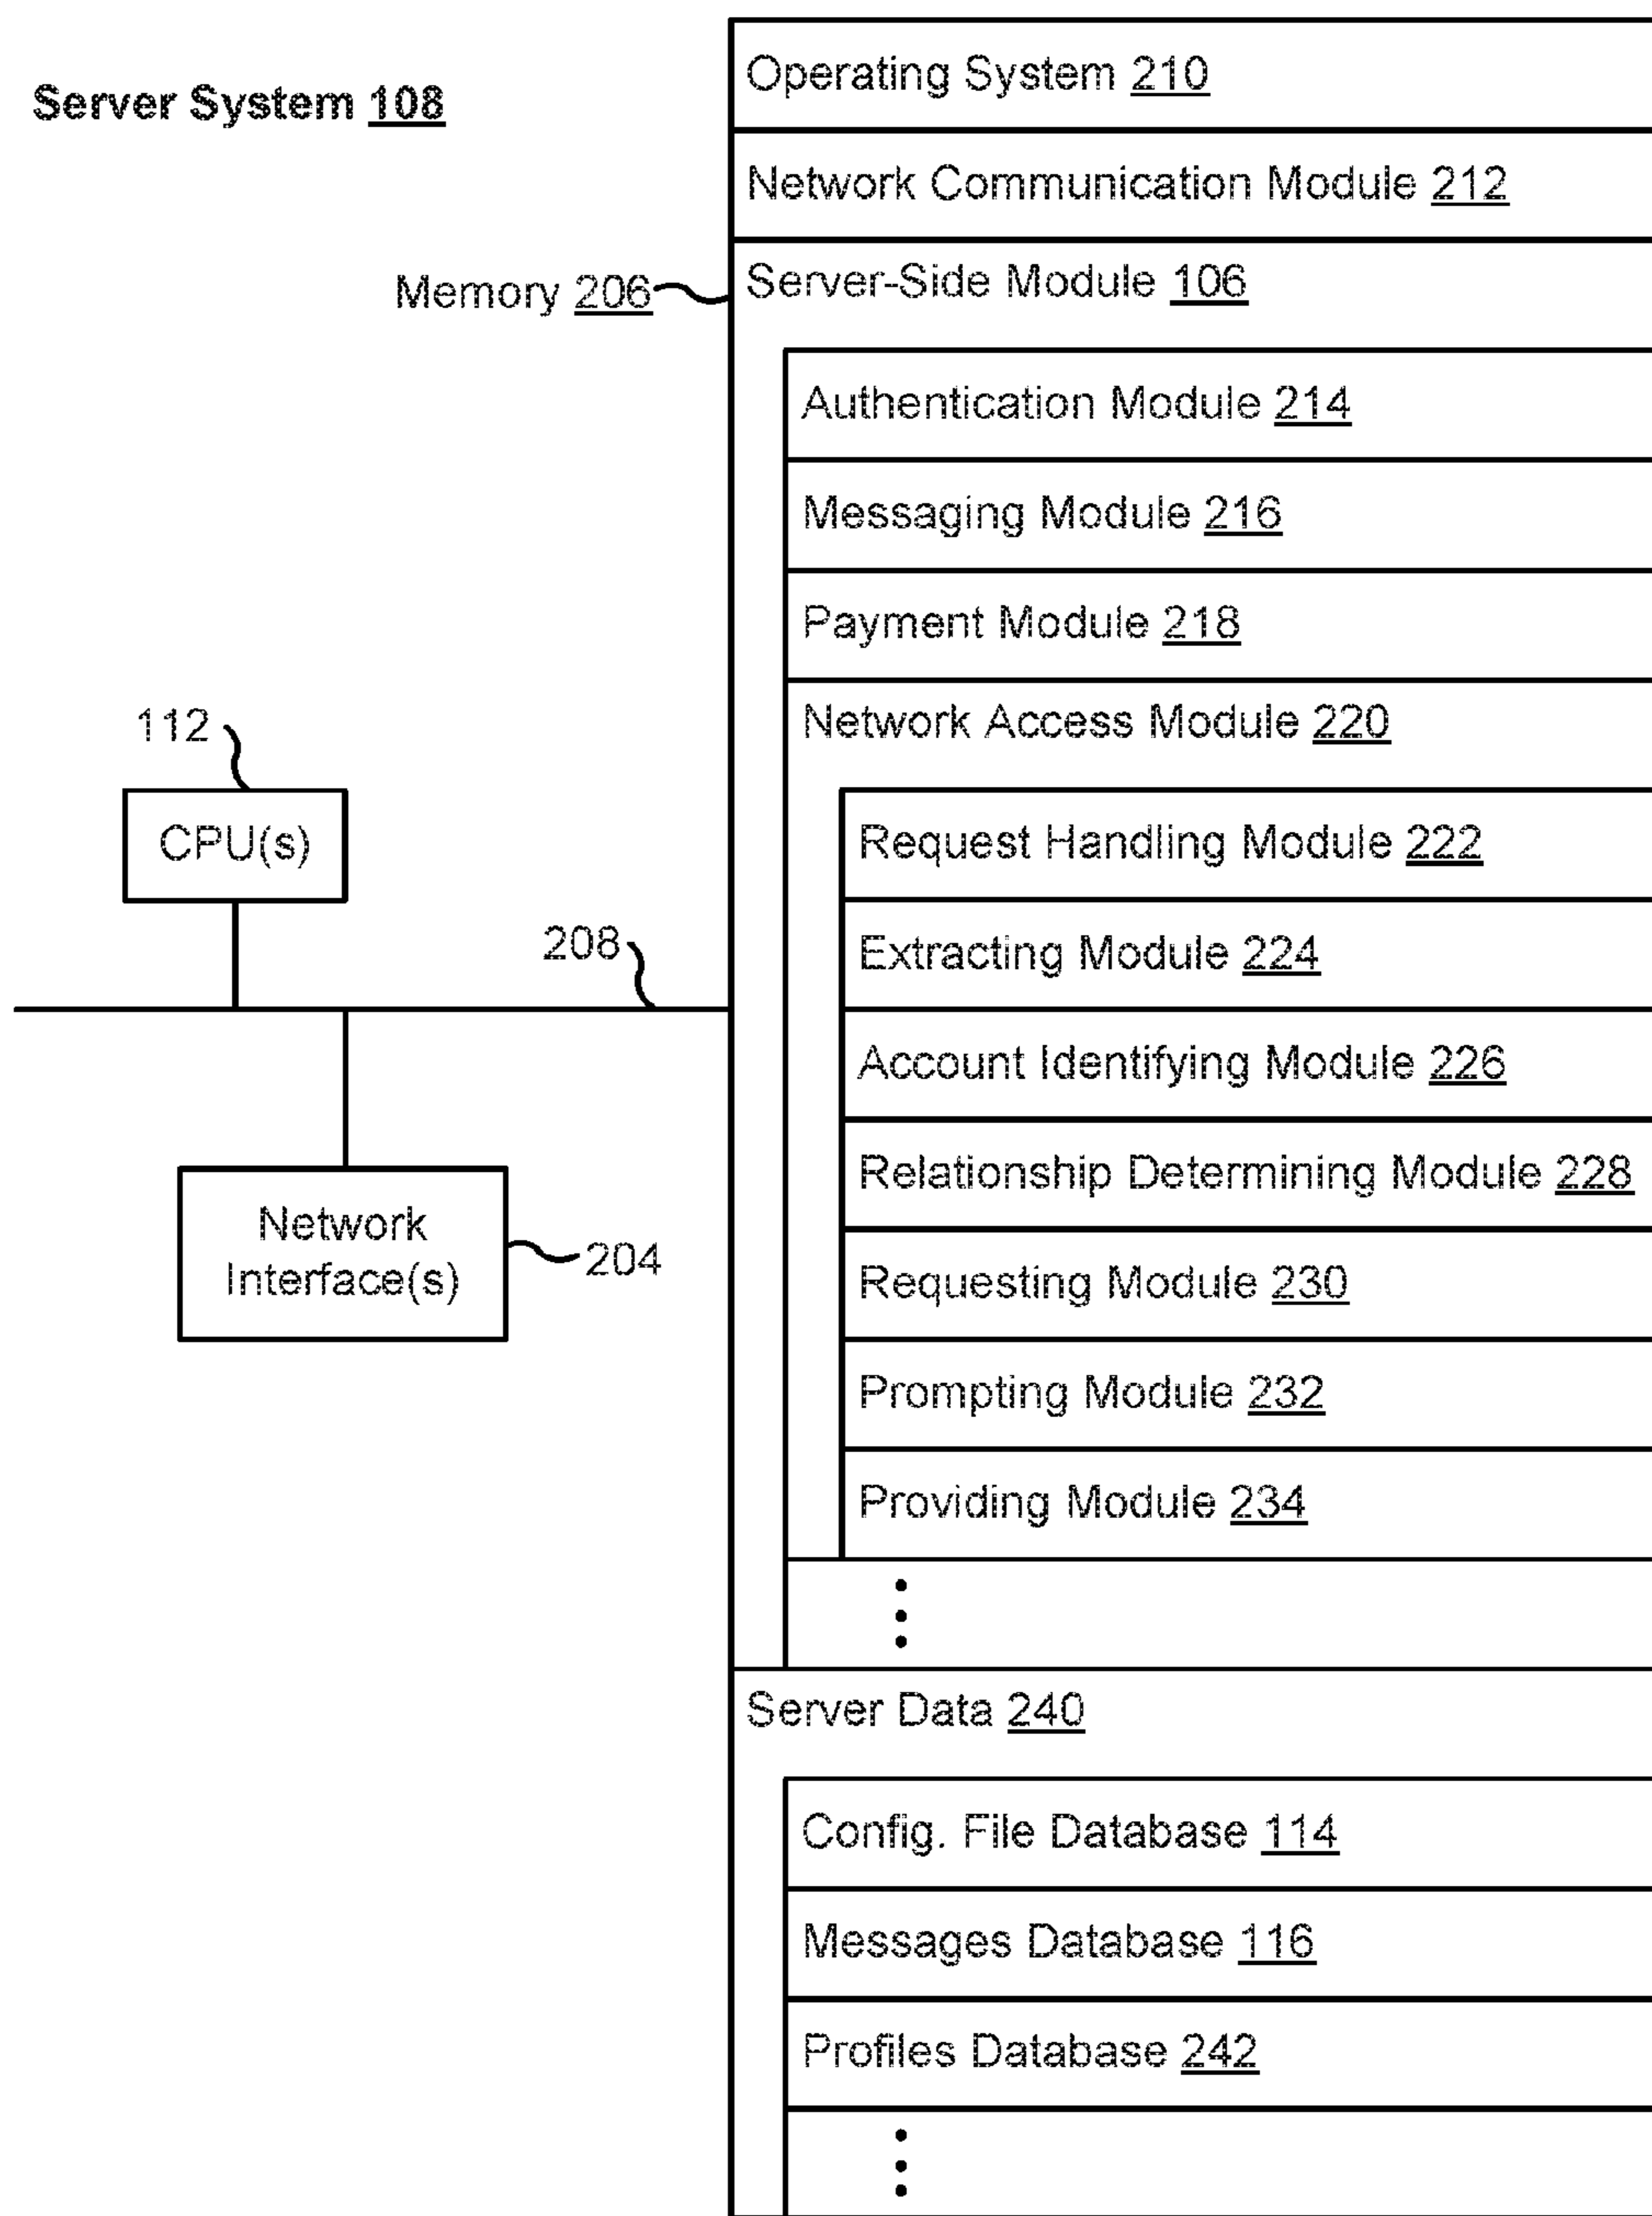 Server System 108
Operating System 210
Network Communication Module 212
Memory 206
Server-Side Module 106
Authentication Module 214
Messaging Module 216
Payment Module 218
Network Access Module 220
112
CPU(s)
Request Handling Module 222
208
Extracting Module 224
Account Identifying Module 226
Relationship Determining Module 228
Network
Interface(s)
204
Requesting Module 230
Prompting Module 232
Providing Module 234
Server Data 240
Config. File Database 114
Messages Database 116
Profiles Database 242